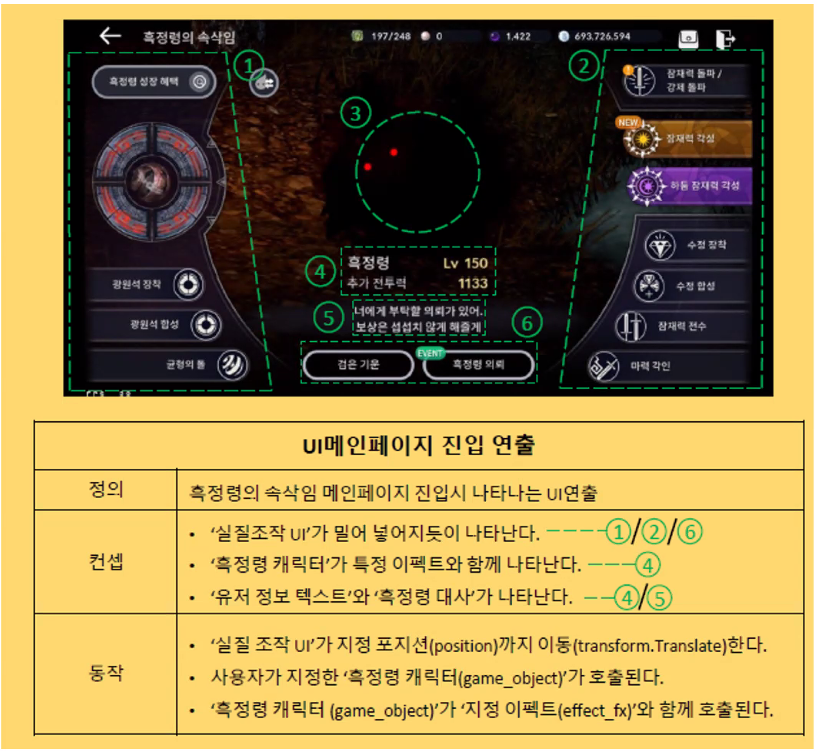 흑정령의 속삭임
197/248
0
1,422
693.726.594
①
②
흑정령 성장 혜택
잠재력 돌파 /
강제 돌파
③
NEW
잠재력 각성
하둠 잠재력 각성
수정 장착
④
흑정령 Lv 150
추가 전투력 1133
광원석 장착
수정 합성
⑤
너에게 부탁할 의뢰가 있어.
보상은 섭섭지 않게 해줄게
⑥
광원석 합성
잠재력 전수
EVENT
균형의 돌
검은 기운
흑정령 의뢰
마력 각인
UI메인페이지 진입 연출
정의
흑정령의 속삭임 메인페이지 진입시 나타나는 UI연출
컨셉
• ‘실질조작 UI’가 밀어 넣어지듯이 나타난다. ----①/②/⑥
• ‘흑정령 캐릭터’가 특정 이펙트와 함께 나타난다. ---④
• ‘유저 정보 텍스트’와 ‘흑정령 대사’가 나타난다. --④/⑤
동작
• ‘실질 조작 UI’가 지정 포지션(position)까지 이동(transform.Translate)한다.
• 사용자가 지정한 ‘흑정령 캐릭터(game_object)’가 호출된다.
• ‘흑정령 캐릭터 (game_object)’가 ‘지정 이펙트(effect_fx)’와 함께 호출된다.